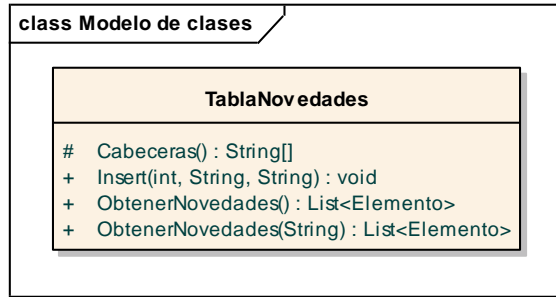 class Modelo de clases
TablaNovedades
# Cabeceras() : String[]
+ Insert(int, String, String) : void
+ ObtenerNovedades() : List<Elemento>
+ ObtenerNovedades(String) : List<Elemento>